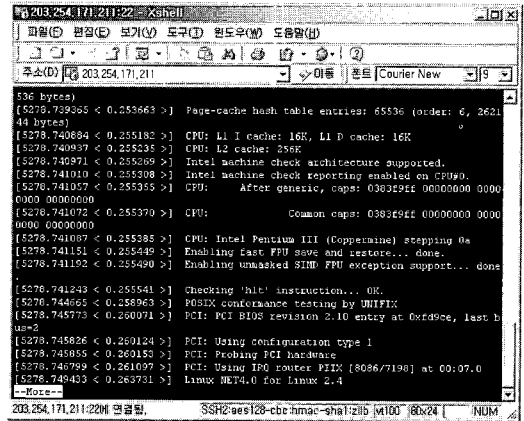 203,254,171,211:22 - Xshell
파일(F) 편집(E) 보기(V) 도구(T) 윈도우(W) 도움말(H)
주소(D) 203,254,171,211 이동 폰트 Courier New 9
536 bytes)
[5278.739365 < 0.253663 >] Page-cache hash table entries: 65536 (order: 6, 2621
44 bytes)
[5278.740884 < 0.255182 >] CPU: L1 I cache: 16K, L1 D cache: 16K
[5278.740937 < 0.255235 >] CPU: L2 cache: 256K
[5278.740971 < 0.255269 >] Intel machine check architecture supported.
[5278.741010 < 0.255308 >] Intel machine check reporting enabled on CPU#0.
[5278.741057 < 0.255355 >] CPU: After generic, caps: 0383f9ff 00000000 0000
0000 00000000
[5278.741072 < 0.255370 >] CPU: Common caps: 0383f9ff 00000000 0000
0000 00000000
[5278.741087 < 0.255385 >] CPU: Intel Pentium III (Coppermine) stepping 0a
[5278.741151 < 0.255449 >] Enabling fast FPU save and restore... done.
[5278.741192 < 0.255490 >] Enabling unmasked SIMD FPU exception support... done
.
[5278.741243 < 0.255541 >] Checking 'hlt' instruction... OK.
[5278.744665 < 0.258963 >] POSIX conformance testing by UNIFIX
[5278.745773 < 0.260071 >] PCI: PCI BIOS revision 2.10 entry at 0xfd9ce, last b
us=2
[5278.745826 < 0.260124 >] PCI: Using configuration type 1
[5278.745855 < 0.260153 >] PCI: Probing PCI hardware
[5278.746799 < 0.261097 >] PCI: Using IRQ router PIIX [8086/7198] at 00:07.0
[5278.749433 < 0.263731 >] Linux NET4.0 for Linux 2.4
--More--
203,254,171,211:22에 연결됨, SSH2:aes128-cbc:hmac-sha1:zlib vt100 80x24 NUM